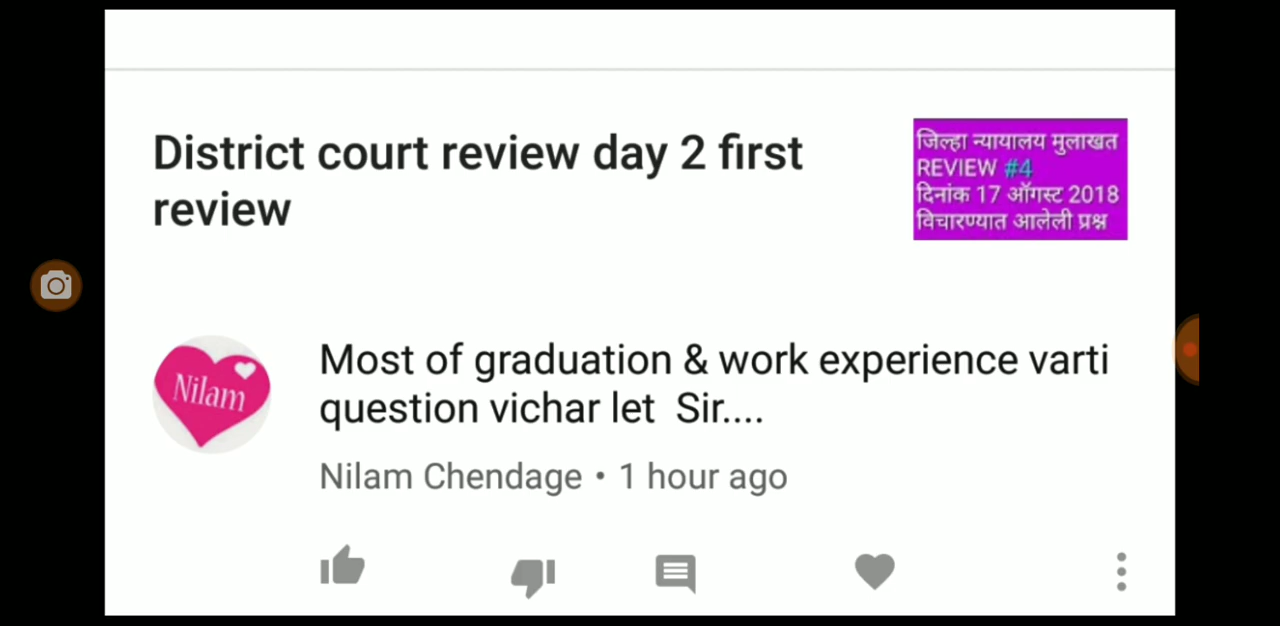 District court review day 2 first
review
जिल्हा न्यायालय मुलाखत
REVIEW #4
दिनांक 17 ऑगस्ट 2018
विचारण्यात आलेली प्रश्न
Nilam
Most of graduation & work experience varti
question vichar let Sir....
Nilam Chendage • 1 hour ago